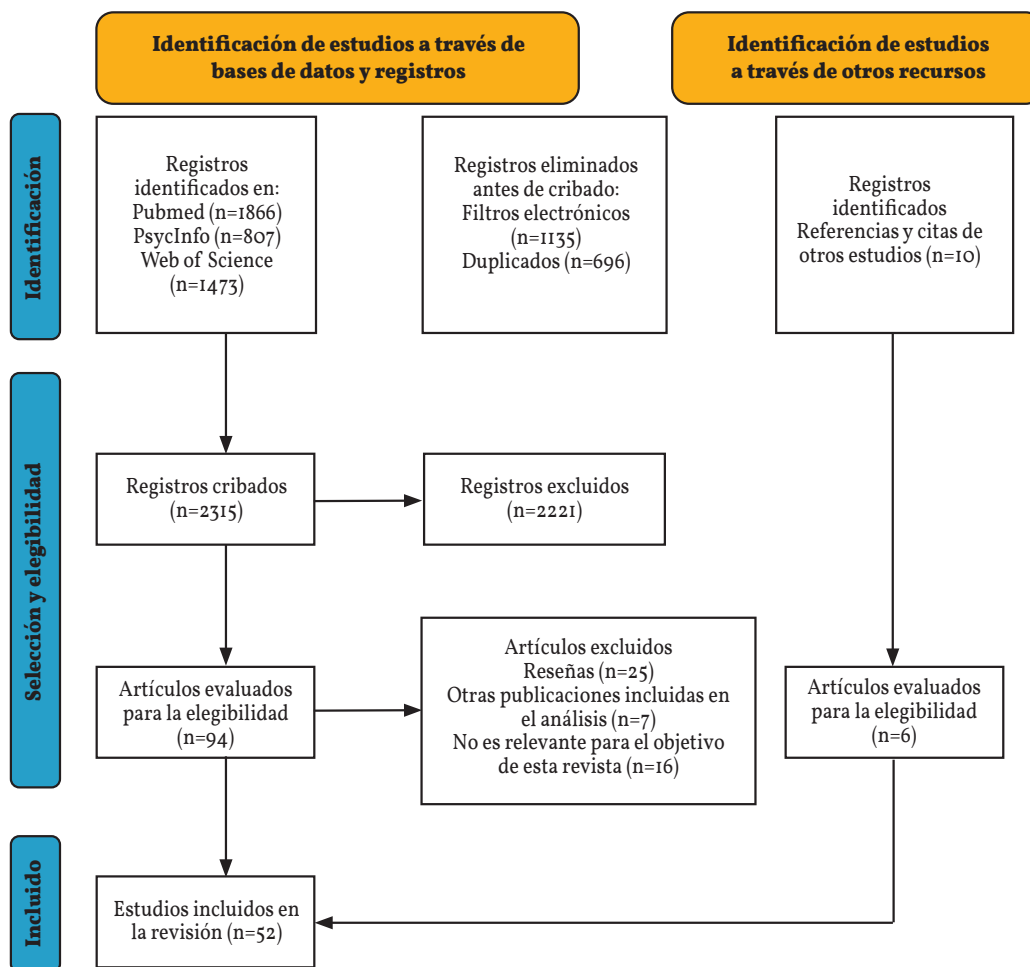 Identificación de estudios a través de
bases de datos y registros
Identificación de estudios
a través de otros recursos
Identificación
Registros
identificados en:
Pubmed (n=1866)
PsycInfo (n=807)
Web of Science
(n=1473)
Registros eliminados
antes de cribado:
Filtros electrónicos
(n=1135)
Duplicados (n=696)
Registros
identificados
Referencias y citas de
otros estudios (n=10)
Selección y elegibilidad
Registros cribados
(n=2315)
Registros excluidos
(n=2221)
Artículos evaluados
para la elegibilidad
(n=94)
Artículos excluidos
Reseñas (n=25)
Otras publicaciones incluidas en
el análisis (n=7)
No es relevante para el objetivo
de esta revista (n=16)
Artículos evaluados
para la elegibilidad
(n=6)
Incluido
Estudios incluidos en
la revisión (n=52)